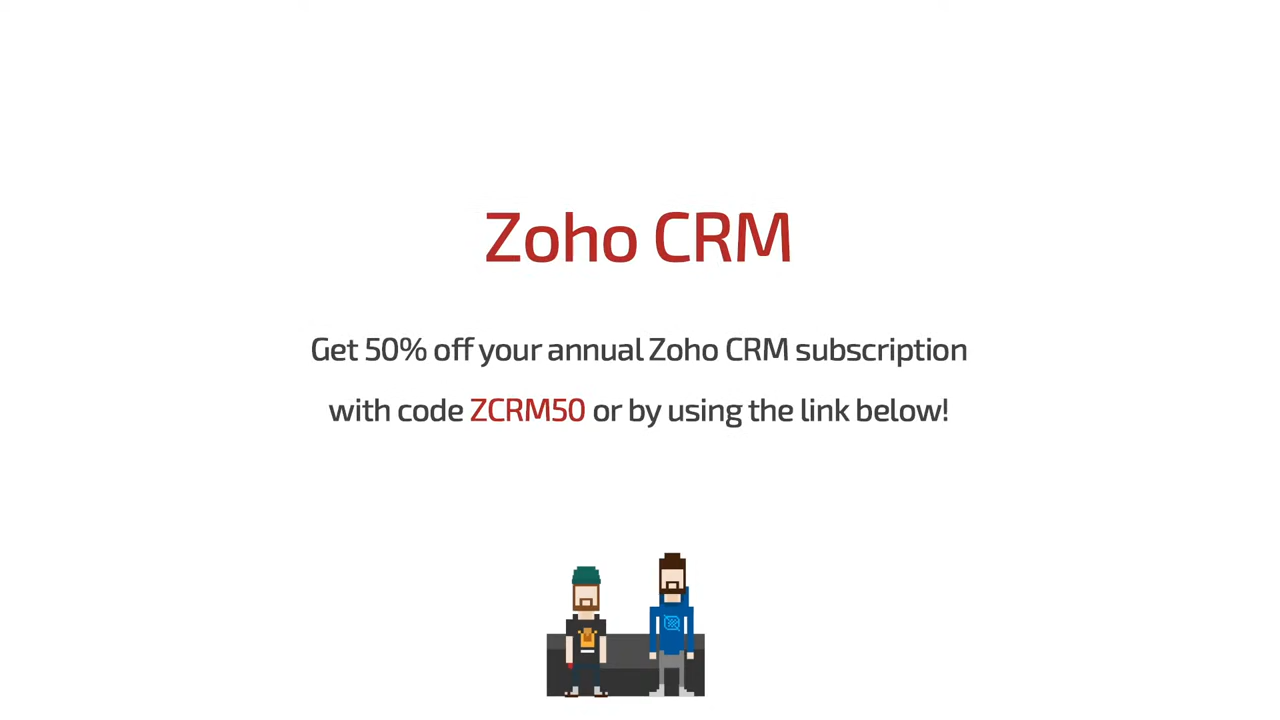 Zoho CRM
Get 50% off your annual Zoho CRM subscription
with code ZCRM50 or by using the link below!